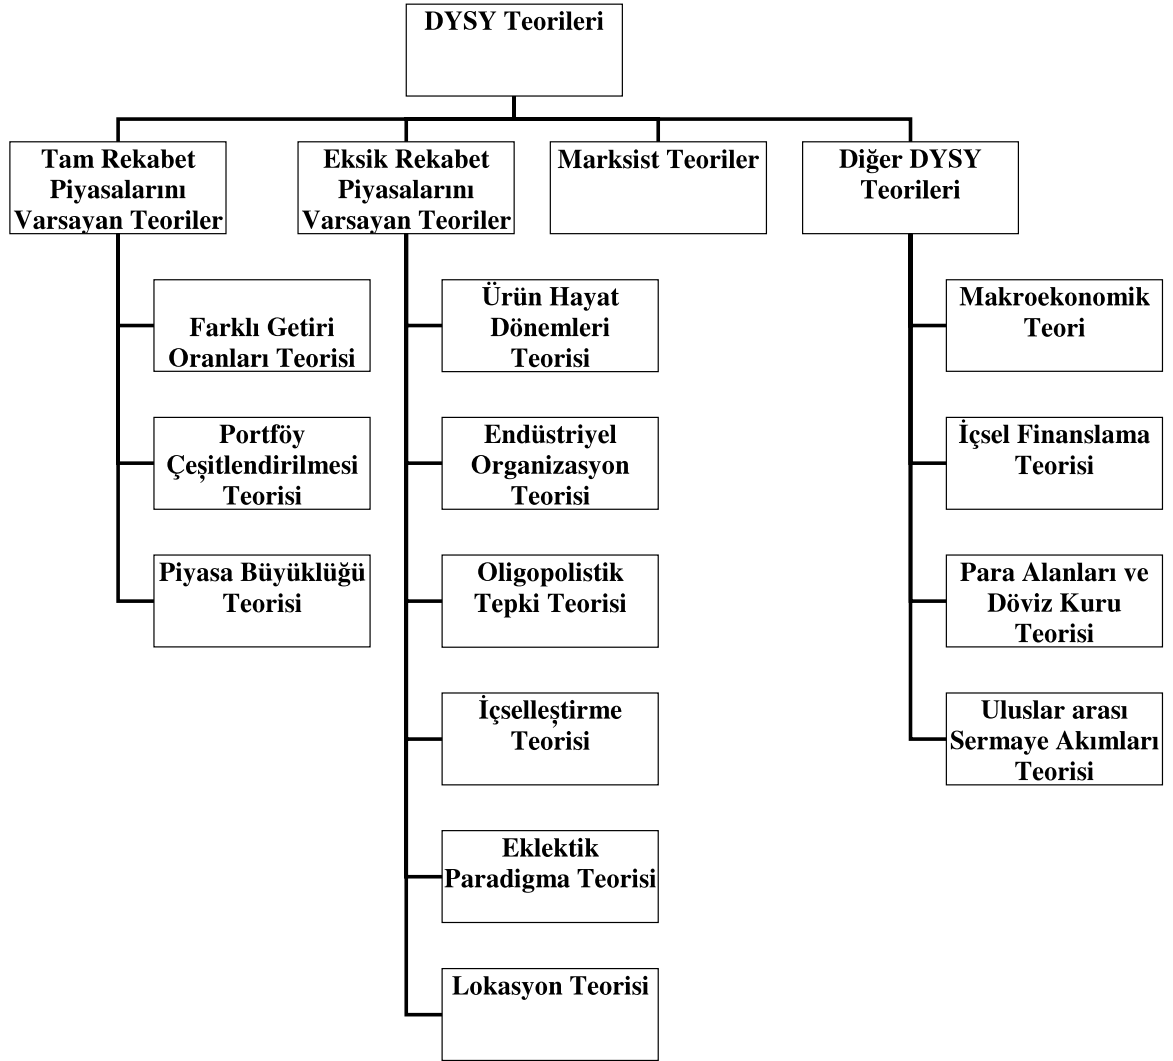 DYSY Teorileri
Tam Rekabet
Piyasalarını
Varsayan Teoriler
Eksik Rekabet
Piyasalarını
Varsayan Teoriler
Marksist Teoriler
Diğer DYSY
Teorileri
Farklı Getiri
Oranları Teorisi
Portföy
Çeşitlendirilmesi
Teorisi
Piyasa Büyüklüğü
Teorisi
Ürün Hayat
Dönemleri
Teorisi
Endüstriyel
Organizasyon
Teorisi
Oligopolistik
Tepki Teorisi
İçselleştirme
Teorisi
Eklektik
Paradigma Teorisi
Lokasyon Teorisi
Makroekonomik
Teori
İçsel Finanslama
Teorisi
Para Alanları ve
Döviz Kuru
Teorisi
Uluslar arası
Sermaye Akımları
Teorisi